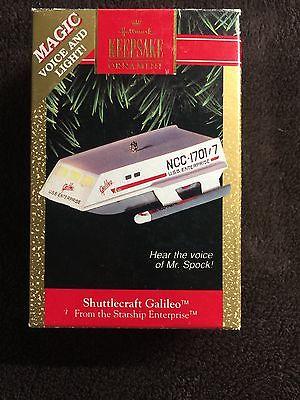 MAGIC
VOICE AND
LIGHT!
Hallmark
KEEPSAKE
ORNAMENT
NCC-1701/7
U.S.S. ENTERPRISE
Galileo
U.S.S. ENTERPRISE
Hear the voice
of Mr. Spock!
Shuttlecraft Galileo™
From the Starship Enterprise™